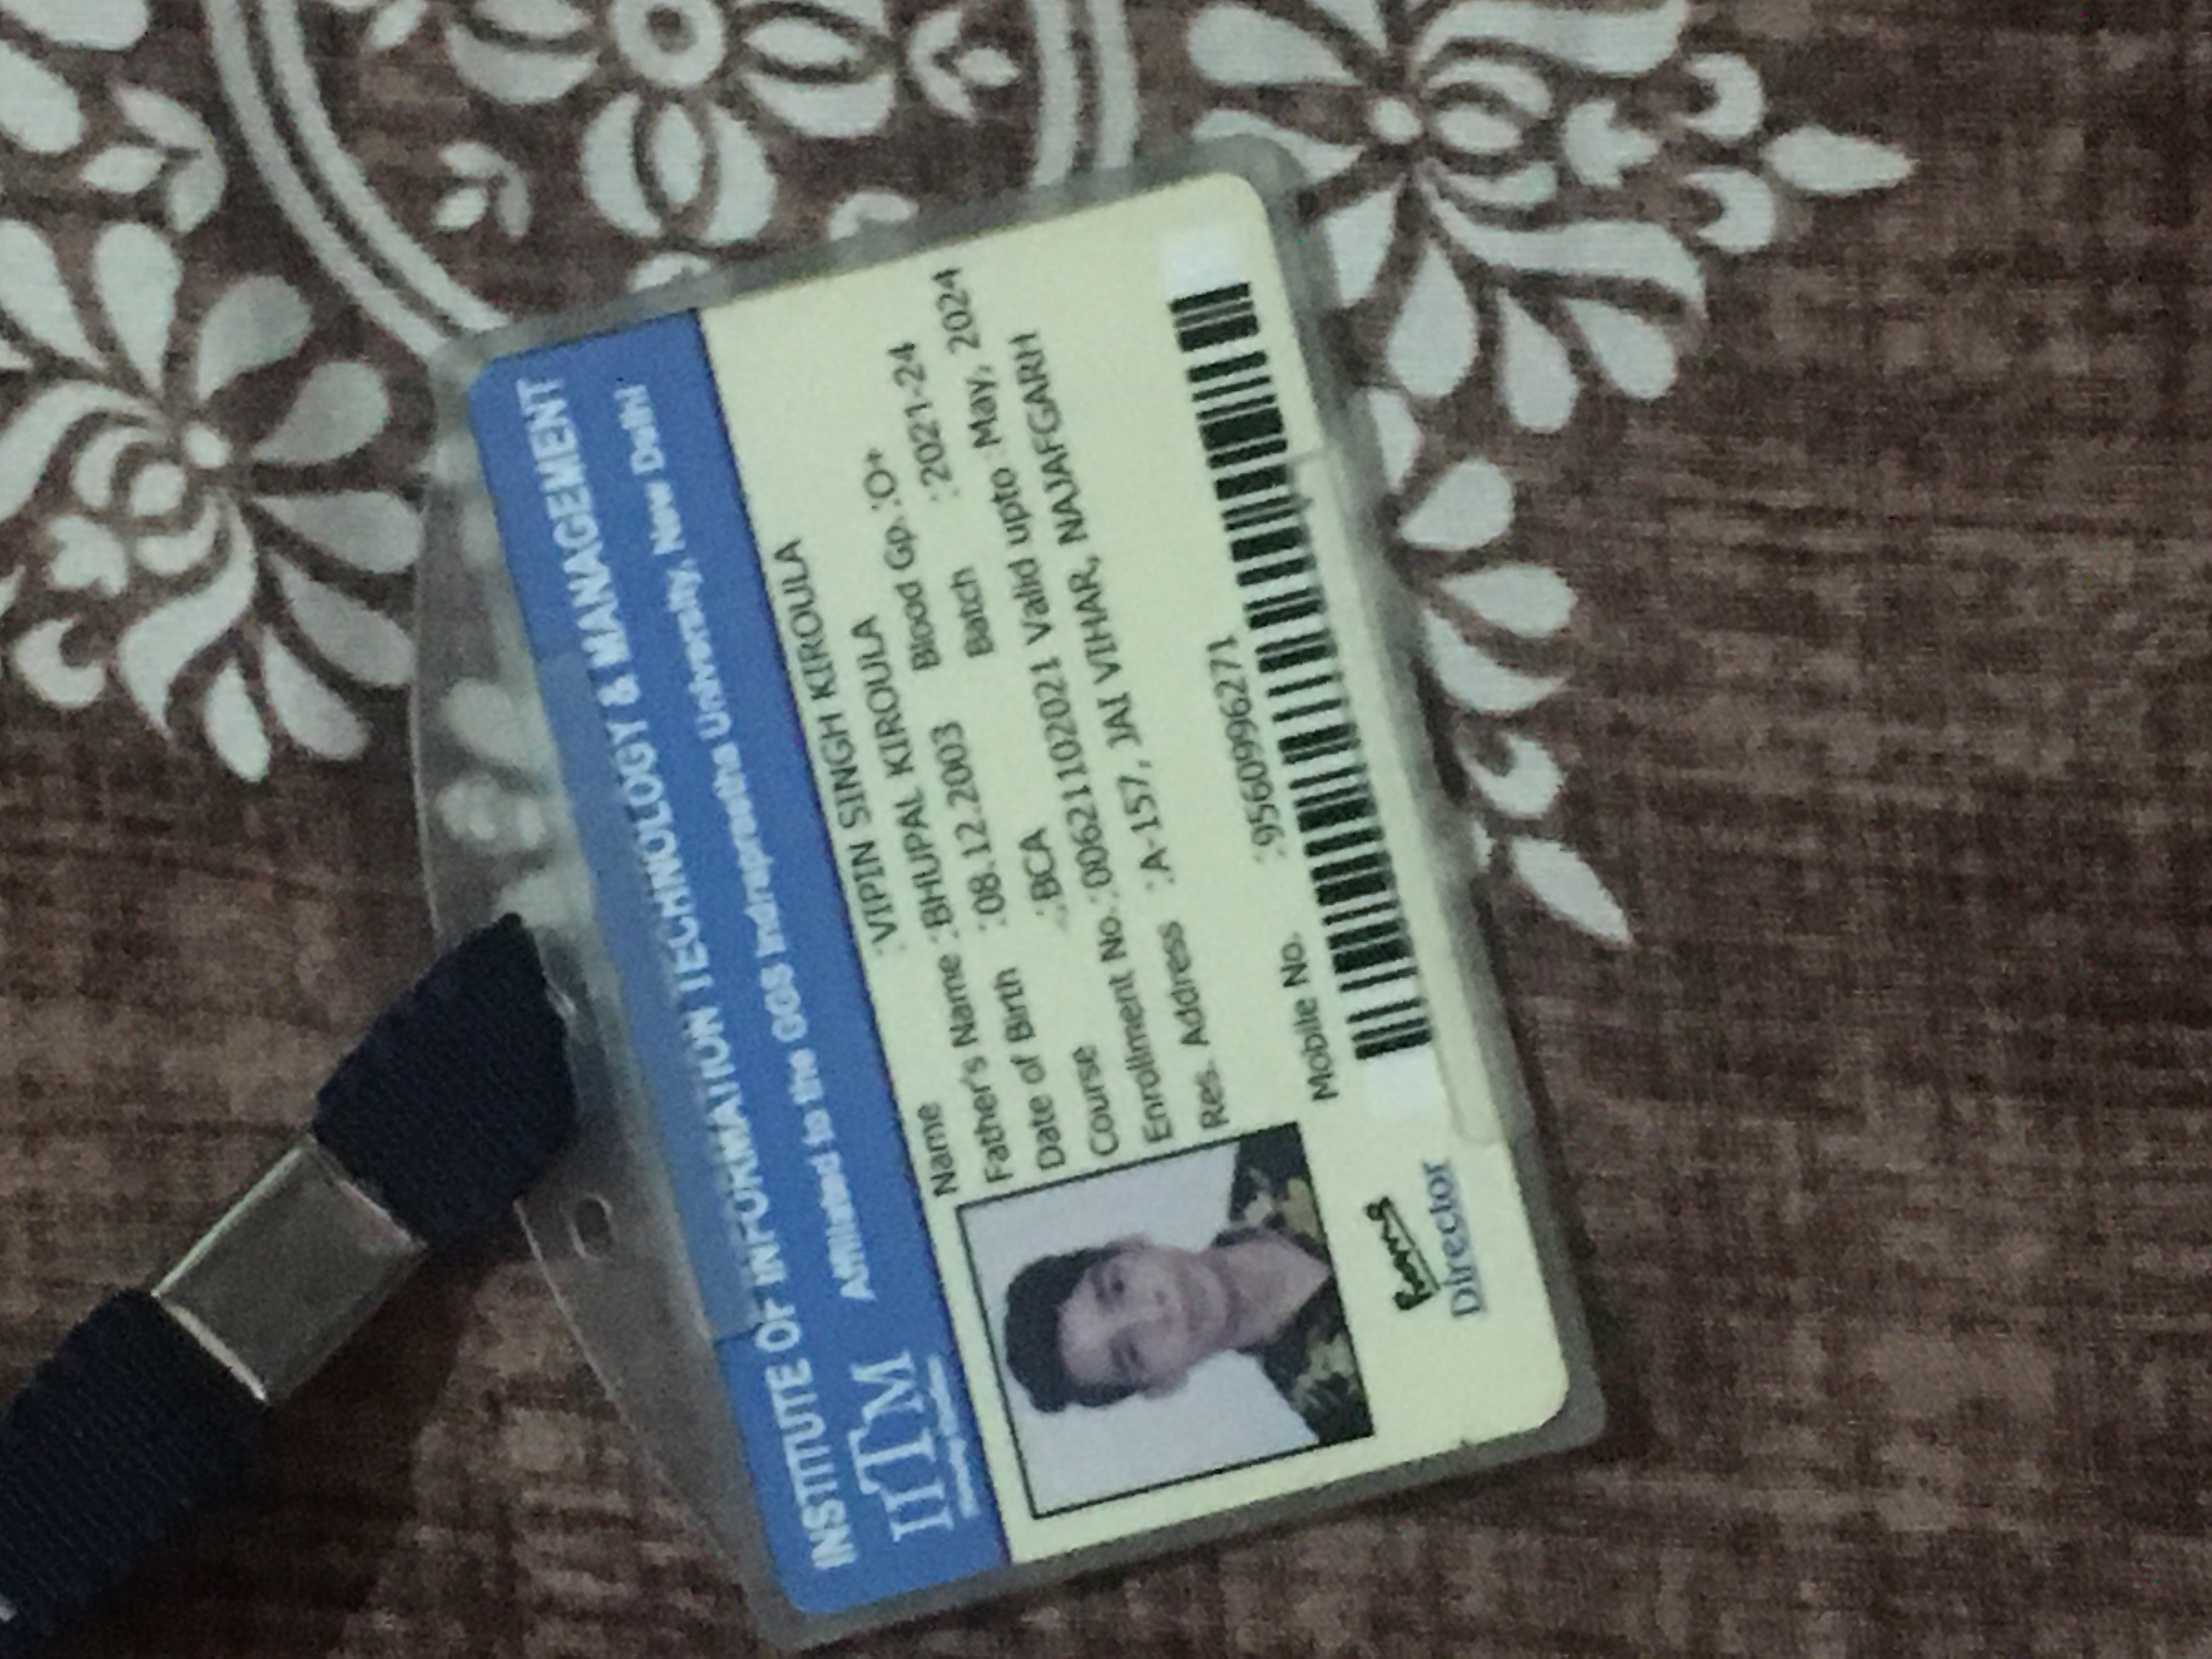 INSTITUTE OF INFORMATION TECHNOLOGY & MANAGEMENT
IITM
Affiliated to the GGS Indraprastha University, New Delhi
Name :VIPIN SINGH KIROULA
Father's Name :BHUPAL KIROULA
Date of Birth :08.12.2003 Blood Gp. :O+
Course :BCA Batch :2021-24
Enrollment No. :00621102021 Valid upto :May, 2024
Res. Address :A-157, JAI VIHAR, NAJAFGARH
Mobile No. :9560996271
Director